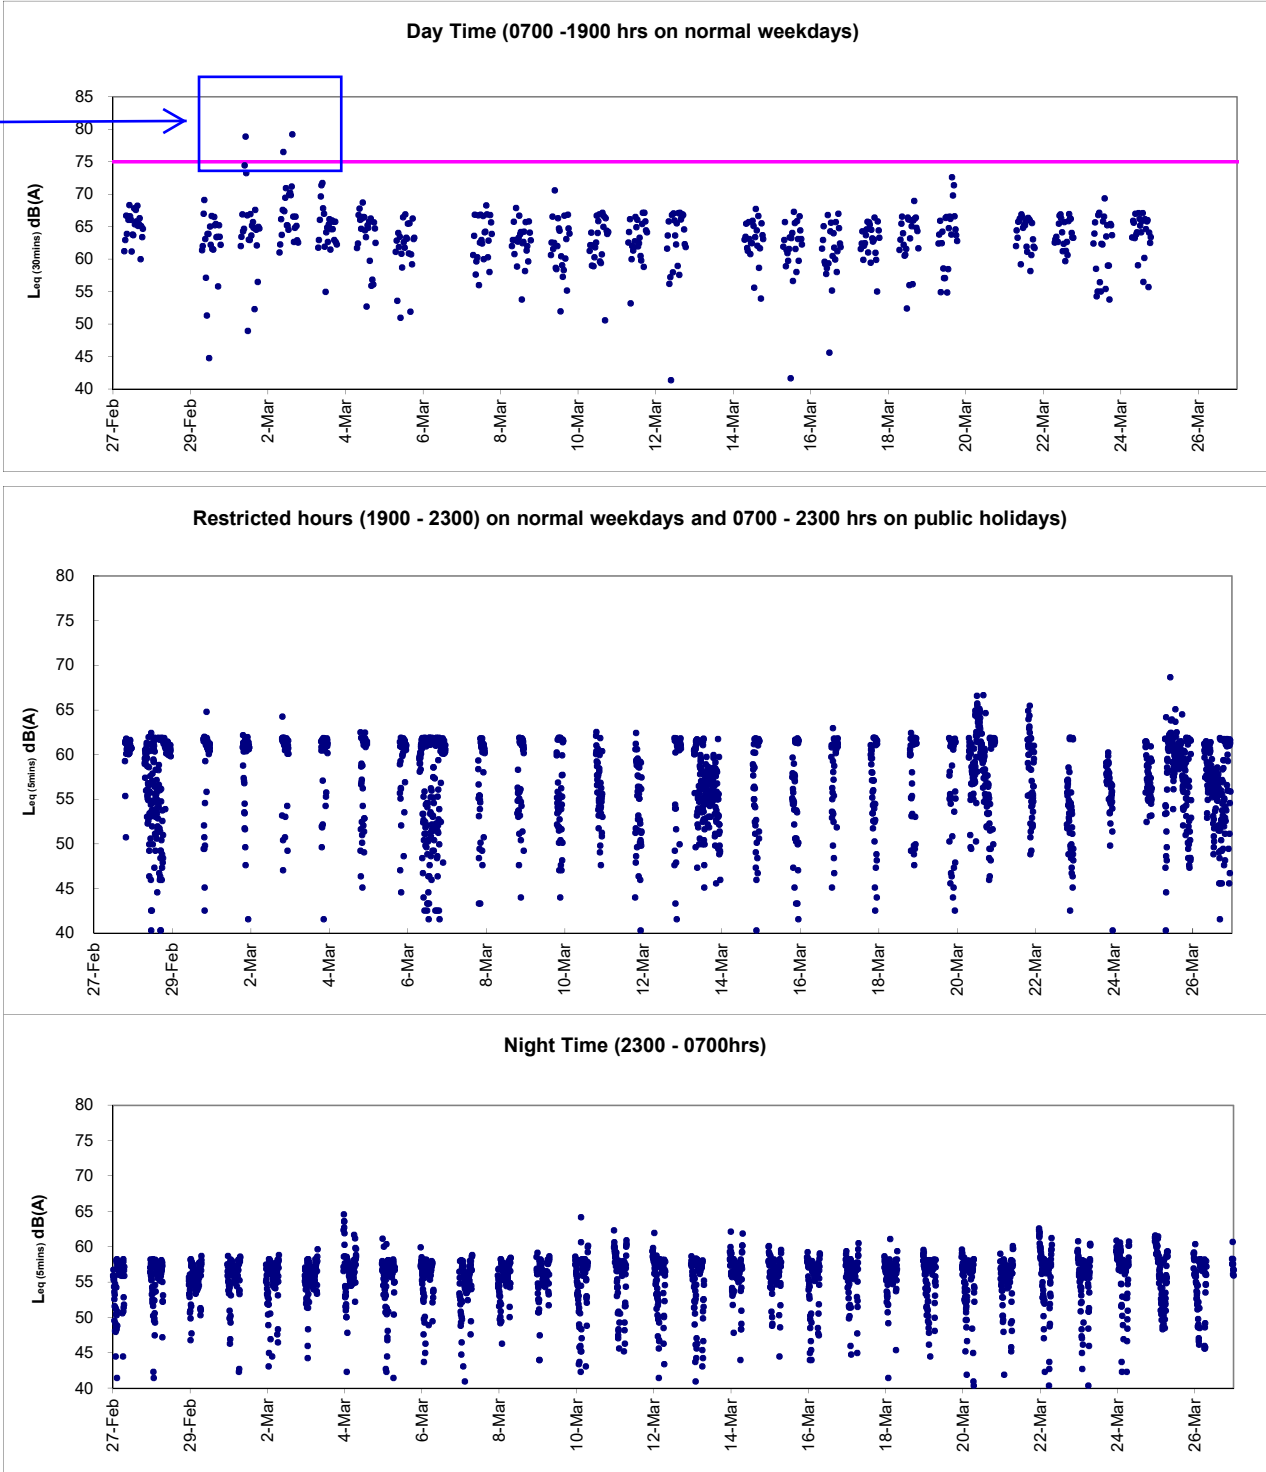 Day Time (0700 -1900 hrs on normal weekdays)
85
80
75
70
65
60
55
50
45
40
Leq (30mins) dB(A)
27-Feb
29-Feb
2-Mar
4-Mar
6-Mar
8-Mar
10-Mar
12-Mar
14-Mar
16-Mar
18-Mar
20-Mar
22-Mar
24-Mar
26-Mar
Restricted hours (1900 - 2300) on normal weekdays and 0700 - 2300 hrs on public holidays)
80
75
70
65
60
55
50
45
40
Leq (5mins) dB(A)
27-Feb
29-Feb
2-Mar
4-Mar
6-Mar
8-Mar
10-Mar
12-Mar
14-Mar
16-Mar
18-Mar
20-Mar
22-Mar
24-Mar
26-Mar
Night Time (2300 - 0700hrs)
80
75
70
65
60
55
50
45
40
Leq (5mins) dB(A)
27-Feb
29-Feb
2-Mar
4-Mar
6-Mar
8-Mar
10-Mar
12-Mar
14-Mar
16-Mar
18-Mar
20-Mar
22-Mar
24-Mar
26-Mar